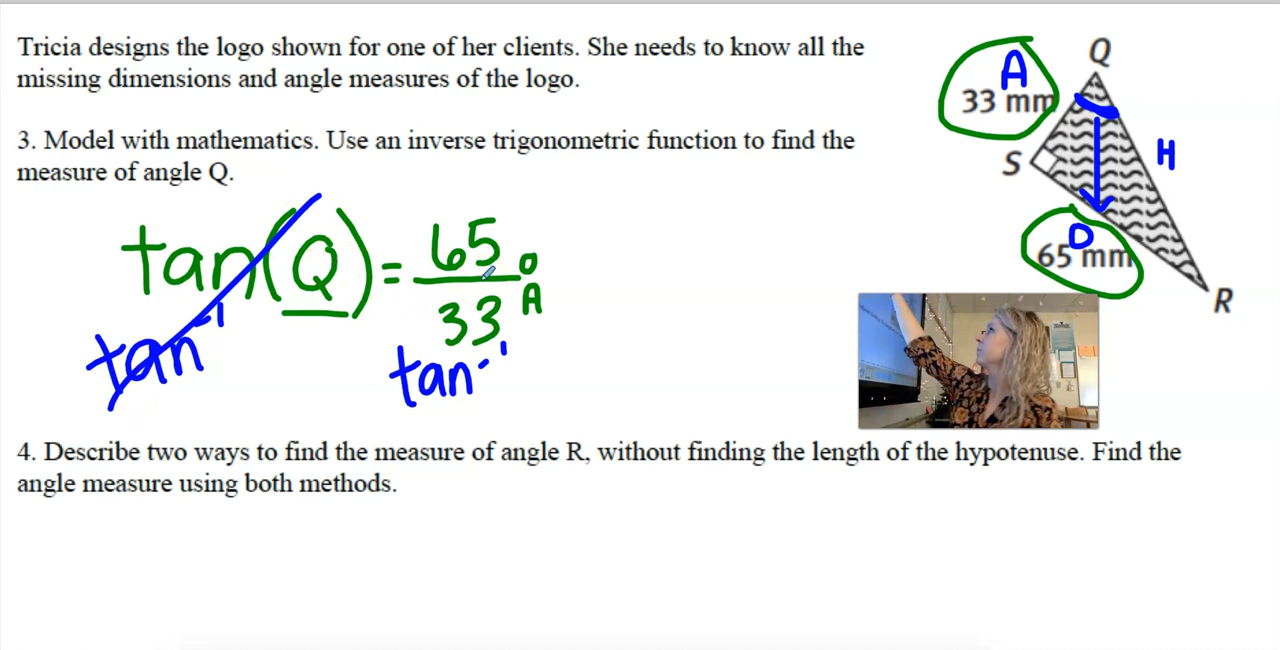 Tricia designs the logo shown for one of her clients. She needs to know all the
missing dimensions and angle measures of the logo.
3. Model with mathematics. Use an inverse trigonometric function to find the
measure of angle Q.
Q
A
33 mm
S
H
O
65 mm
R
tan(Q) = 65 O
33 A
tan⁻¹
tan⁻¹
4. Describe two ways to find the measure of angle R, without finding the length of the hypotenuse. Find the
angle measure using both methods.